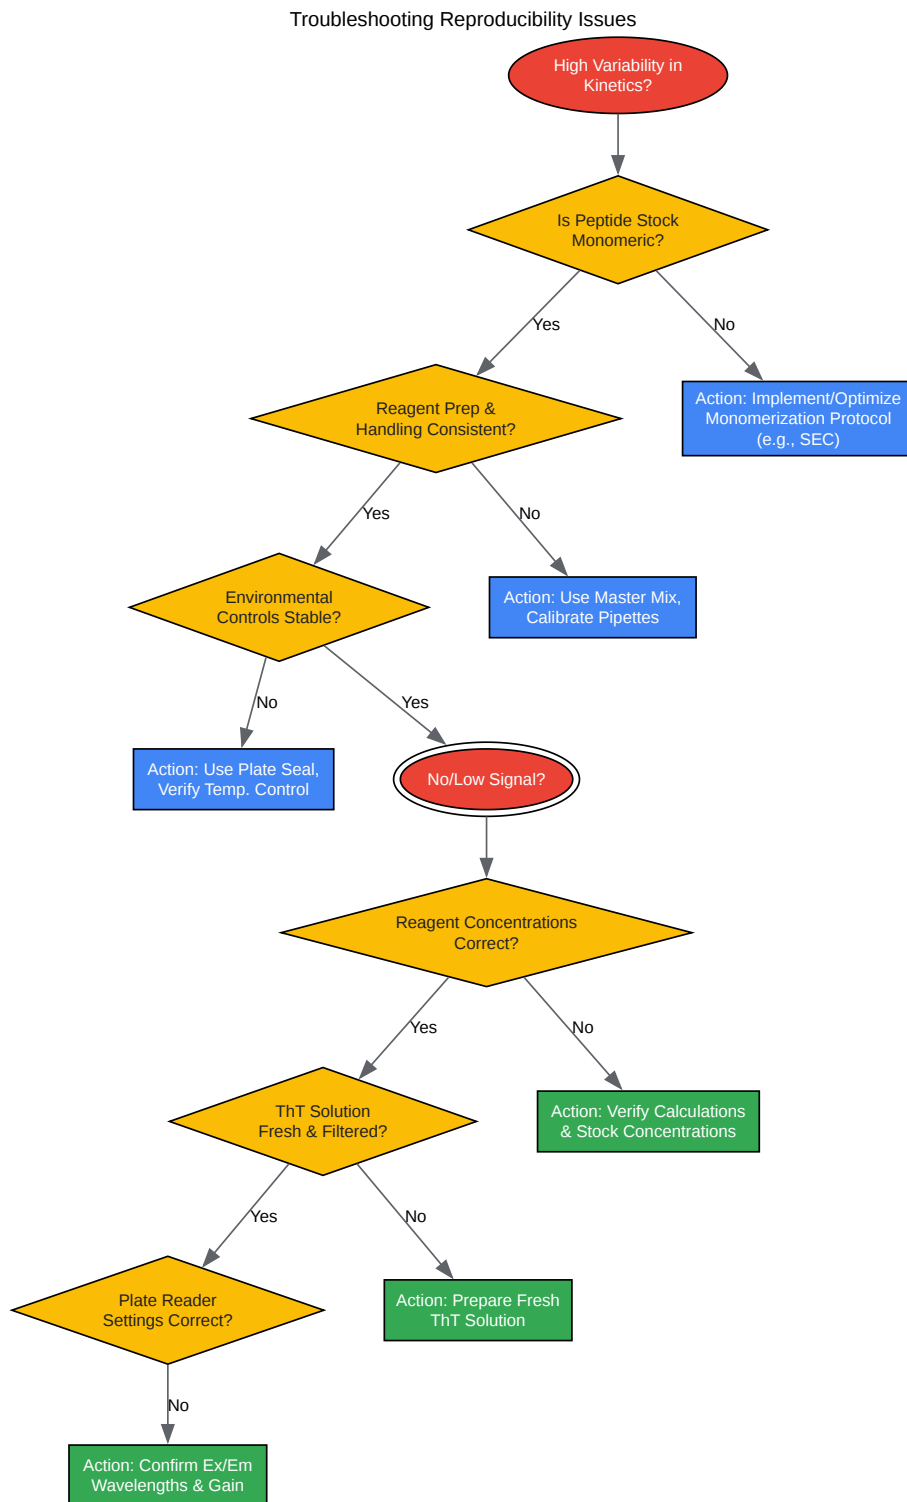 Troubleshooting Reproducibility Issues
High Variability in
Kinetics?
Is Peptide Stock
Monomeric?
Yes
No
Action: Implement/Optimize
Monomerization Protocol
(e.g., SEC)
Reagent Prep &
Handling Consistent?
Yes
No
Action: Use Master Mix,
Calibrate Pipettes
Environmental
Controls Stable?
No
Yes
Action: Use Plate Seal,
Verify Temp. Control
No/Low Signal?
Reagent Concentrations
Correct?
Yes
No
Action: Verify Calculations
& Stock Concentrations
ThT Solution
Fresh & Filtered?
Yes
No
Action: Prepare Fresh
ThT Solution
Plate Reader
Settings Correct?
No
Action: Confirm Ex/Em
Wavelengths & Gain